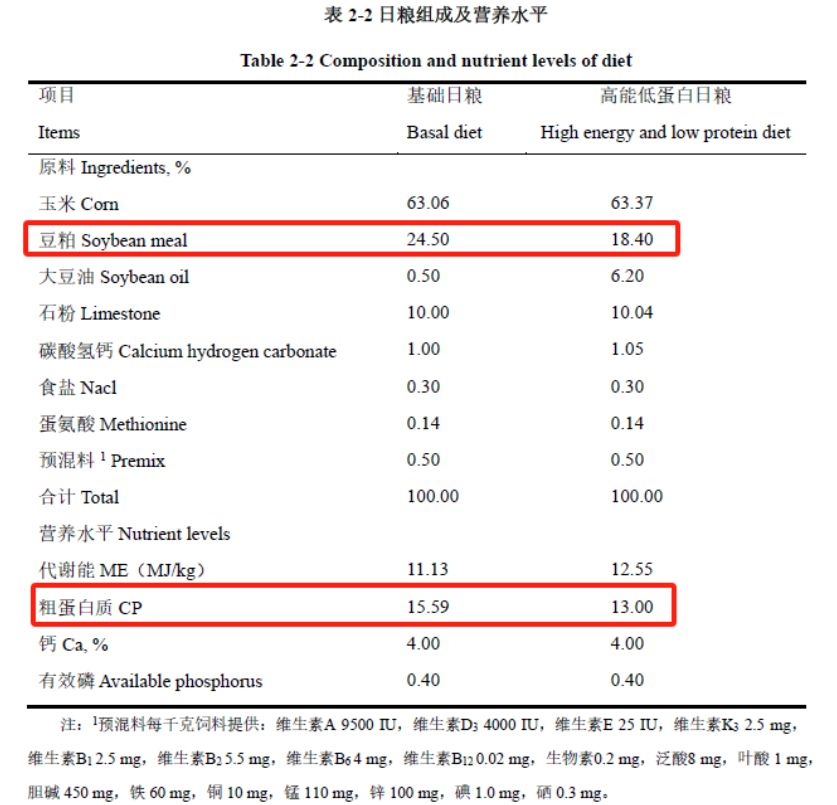 表 2-2 日粮组成及营养水平
Table 2-2 Composition and nutrient levels of diet
项目 基础日粮 高能低蛋白日粮
Items Basal diet High energy and low protein diet
原料 Ingredients, %
玉米 Corn 63.06 63.37
豆粕 Soybean meal 24.50 18.40
大豆油 Soybean oil 0.50 6.20
石粉 Limestone 10.00 10.04
碳酸氢钙 Calcium hydrogen carbonate 1.00 1.05
食盐 Nacl 0.30 0.30
蛋氨酸 Methionine 0.14 0.14
预混料 ¹ Premix 0.50 0.50
合计 Total 100.00 100.00
营养水平 Nutrient levels
代谢能 ME（MJ/kg） 11.13 12.55
粗蛋白质 CP 15.59 13.00
钙 Ca, % 4.00 4.00
有效磷 Available phosphorus 0.40 0.40
注：¹预混料每千克饲料提供：维生素A 9500 IU，维生素D₃ 4000 IU，维生素E 25 IU，维生素K₃ 2.5 mg，
维生素B₁ 2.5 mg，维生素B₂ 5.5 mg，维生素B₆ 4 mg，维生素B₁₂ 0.02 mg，生物素0.2 mg，泛酸8 mg，叶酸 1 mg，
胆碱 450 mg，铁 60 mg，铜 10 mg，锰 110 mg，锌 100 mg，碘 1.0 mg，硒 0.3 mg。